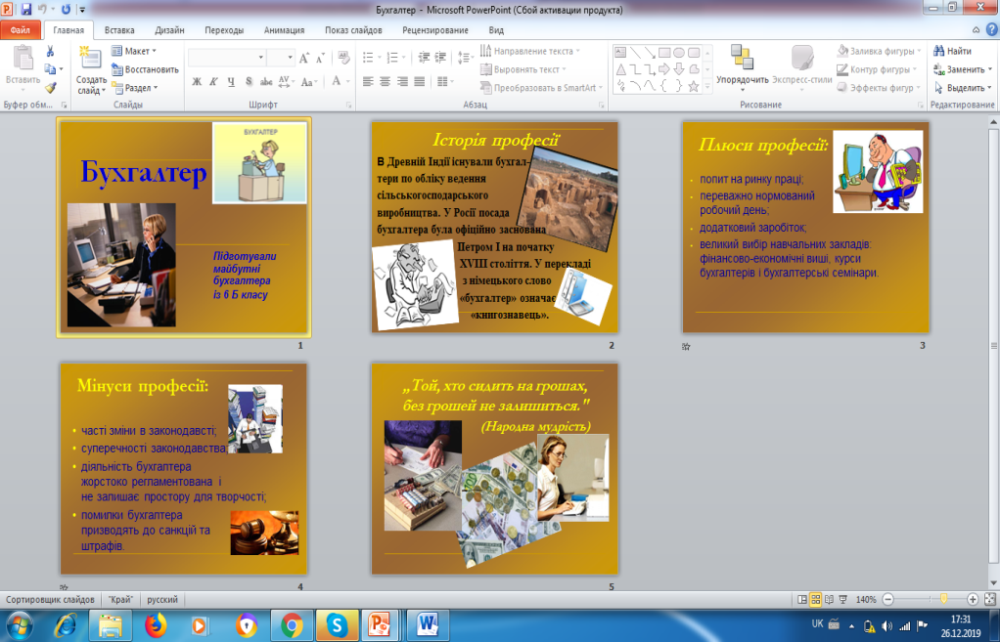 Бухгалтер - Microsoft PowerPoint (Сбой активации продукта)
Файл Главная Вставка Дизайн Переходы Анимация Показ слайдов Рецензирование Вид
Вставить
Буфер обм...
Создать слайд
Макет
Восстановить
Раздел
Слайды
Ж К Ч S abc AV Aa A
Шрифт
Направление текста
Выровнять текст
Преобразовать в SmartArt
Абзац
Упорядочить
Экспресс-стили
Заливка фигуры
Контур фигуры
Эффекты фигур
Рисование
Найти
Заменить
Выделить
Редактирование
БУХГАЛТЕР
Бухгалтер
Підготували
майбутні
бухгалтера
із 6 Б класу
1
Історія професії
В Древній Індії існували бухгал-
тери по обліку ведення
сільськогосподарського
виробництва. У Росії посада
бухгалтера була офіційно заснована
Петром I на початку
XVIII століття. У перекладі
з німецького слово
«бухгалтер» означає
«книгознавець».
2
Плюси професії:
попит на ринку праці;
переважно нормований
робочий день;
додатковий заробіток;
великий вибір навчальних закладів:
фінансово-економічні виші, курси
бухгалтерів і бухгалтерські семінари.
3
Мінуси професії:
часті зміни в законодавсті;
суперечності законодавства;
діяльність бухгалтера
жорстоко регламентована і
не залишає простору для творчості;
помилки бухгалтера
призводять до санкцій та
штрафів.
4
„Той, хто сидить на грошах,
без грошей не залишиться."
(Народна мудрість)
5
Сортировщик слайдов "Край" русский
140%
UK
17:31
26.12.2019